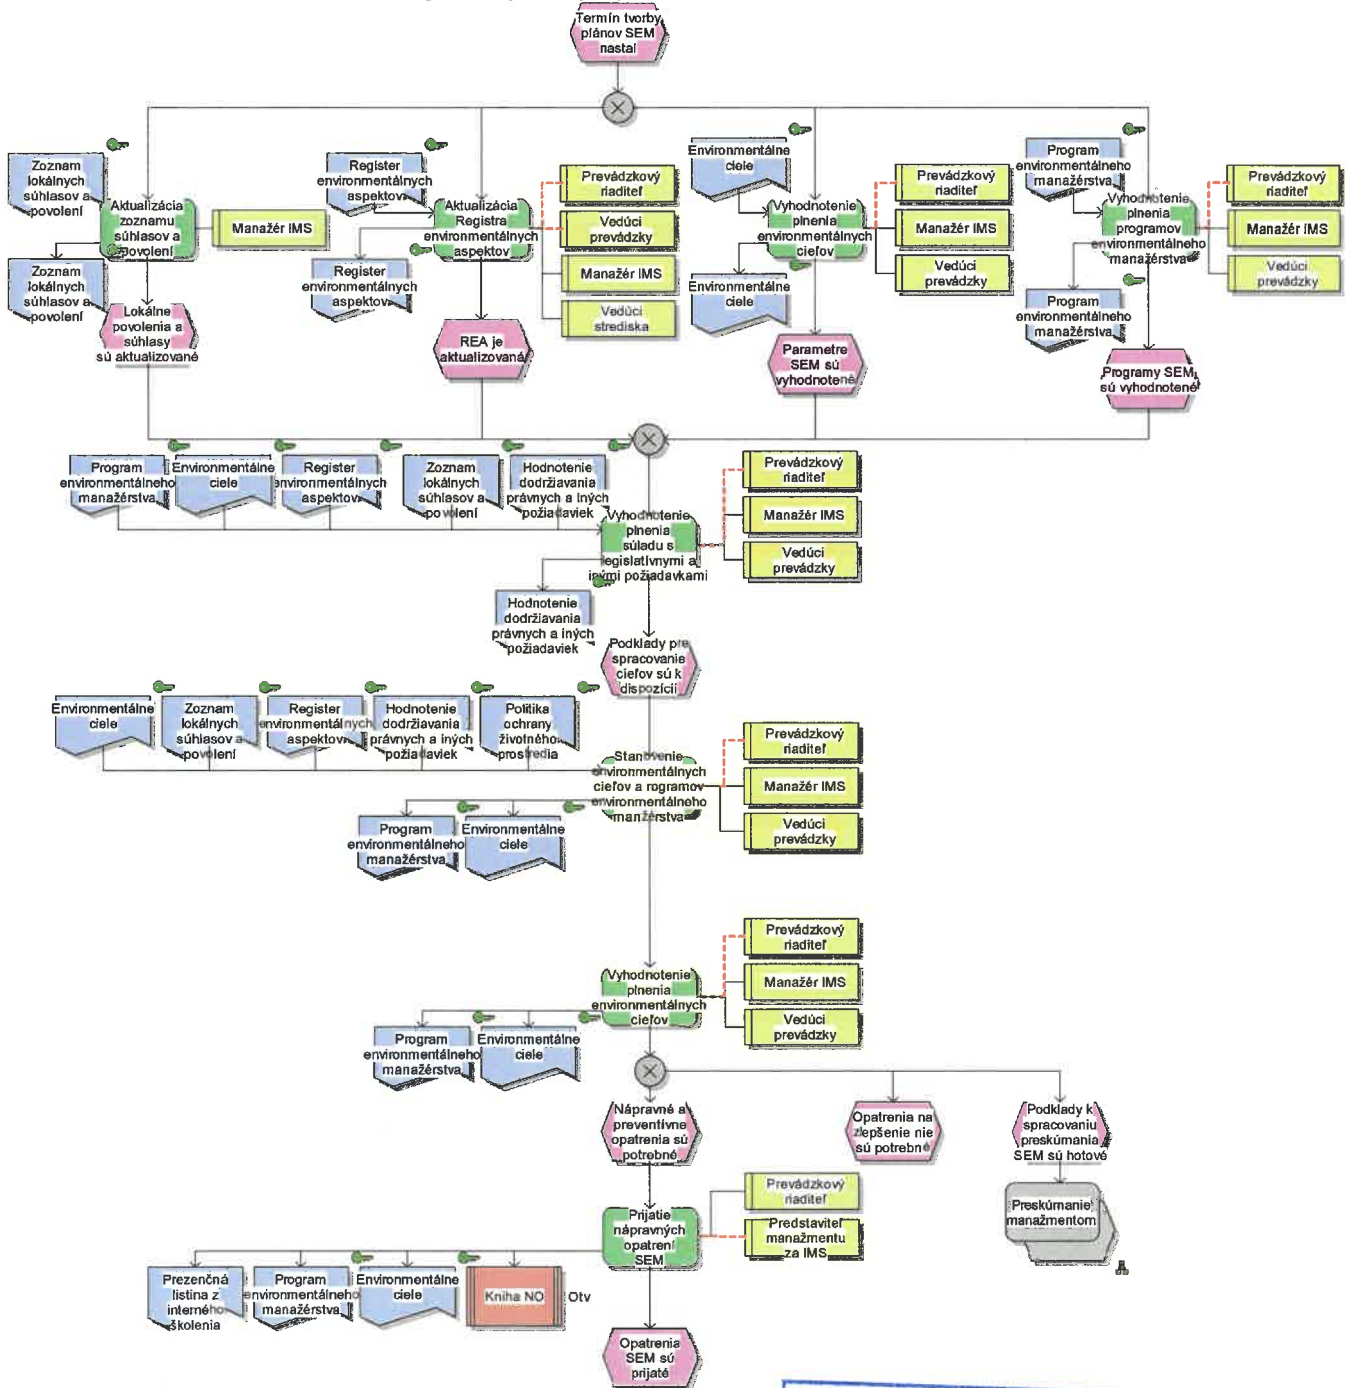 Termín tvorby
plánov SEM
nastal
Zoznam
lokálnych
súhlasov a
povolení
Aktualizácia
zoznamu
súhlasov a
povolení
Manažér IMS
Zoznam
lokálnych
súhlasov a
povolení
Lokálne
povolenia a
súhlasy
sú aktualizované
Register
environmentálnych
aspektov
Aktualizácia
Registra
environmentálnych
aspektov
Prevádzkový
riaditeľ
Vedúci
prevádzky
Manažér IMS
Vedúci
strediska
Register
environmentálnych
aspektov
REA je
aktualizovaná
Environmentálne
ciele
Vyhodnotenie
plnenia
environmentálnych
cieľov
Prevádzkový
riaditeľ
Manažér IMS
Vedúci
prevádzky
Environmentálne
ciele
Parametre
SEM sú
vyhodnotené
Program
environmentálneho
manažérstva
Vyhodnotenie
plnenia
programov
environmentálneho
manažérstva
Prevádzkový
riaditeľ
Manažér IMS
Vedúci
prevádzky
Program
environmentálneho
manažérstva
Programy SEM
sú vyhodnotené
Program
environmentálneho
manažérstva
Environmentálne
ciele
Register
environmentálnych
aspektov
Zoznam
lokálnych
súhlasov a
povolení
Hodnotenie
dodržiavania
právnych a iných
požiadaviek
Vyhodnotenie
plnenia
súladu s
legislatívnymi a
inými požiadavkami
Prevádzkový
riaditeľ
Manažér IMS
Vedúci
prevádzky
Hodnotenie
dodržiavania
právnych a iných
požiadaviek
Podklady pre
spracovanie
cieľov sú k
dispozícii
Environmentálne
ciele
Zoznam
lokálnych
súhlasov a
povolení
Register
environmentálnych
aspektov
Hodnotenie
dodržiavania
právnych a iných
požiadaviek
Politika
ochrany
životného
prostredia
Stanovenie
environmentálnych
cieľov a rogramov
environmentálneho
manžérstva
Prevádzkový
riaditeľ
Manažér IMS
Vedúci
prevádzky
Program
environmentálneho
manažérstva
Environmentálne
ciele
Vyhodnotenie
plnenia
environmentálnych
cieľov
Prevádzkový
riaditeľ
Manažér IMS
Vedúci
prevádzky
Program
environmentálneho
manažérstva
Environmentálne
ciele
Nápravné a
preventívne
opatrenia sú
potrebné
Opatrenia na
zlepšenie nie
sú potrebné
Podklady k
spracovaniu
preskúmania
SEM sú hotové
Preskúmanie
manažmentom
Prijatie
nápravných
opatrení
SEM
Prevádzkový
riaditeľ
Predstaviteľ
manažmentu
za IMS
Prezenčná
listina z
interného
školenia
Program
environmentálneho
manažérstva
Environmentálne
ciele
Kniha NO
Otv
Opatrenia
SEM sú
prijaté